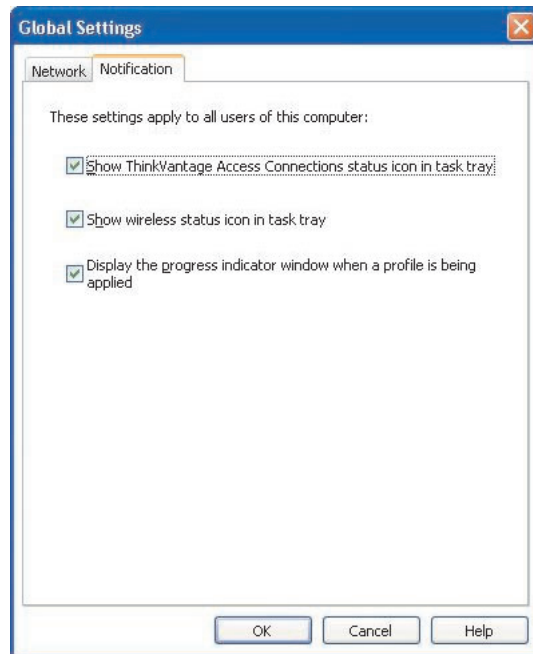 Global Settings
Network Notification
These settings apply to all users of this computer:
Show ThinkVantage Access Connections status icon in task tray
Show wireless status icon in task tray
Display the progress indicator window when a profile is being
applied
OK Cancel Help